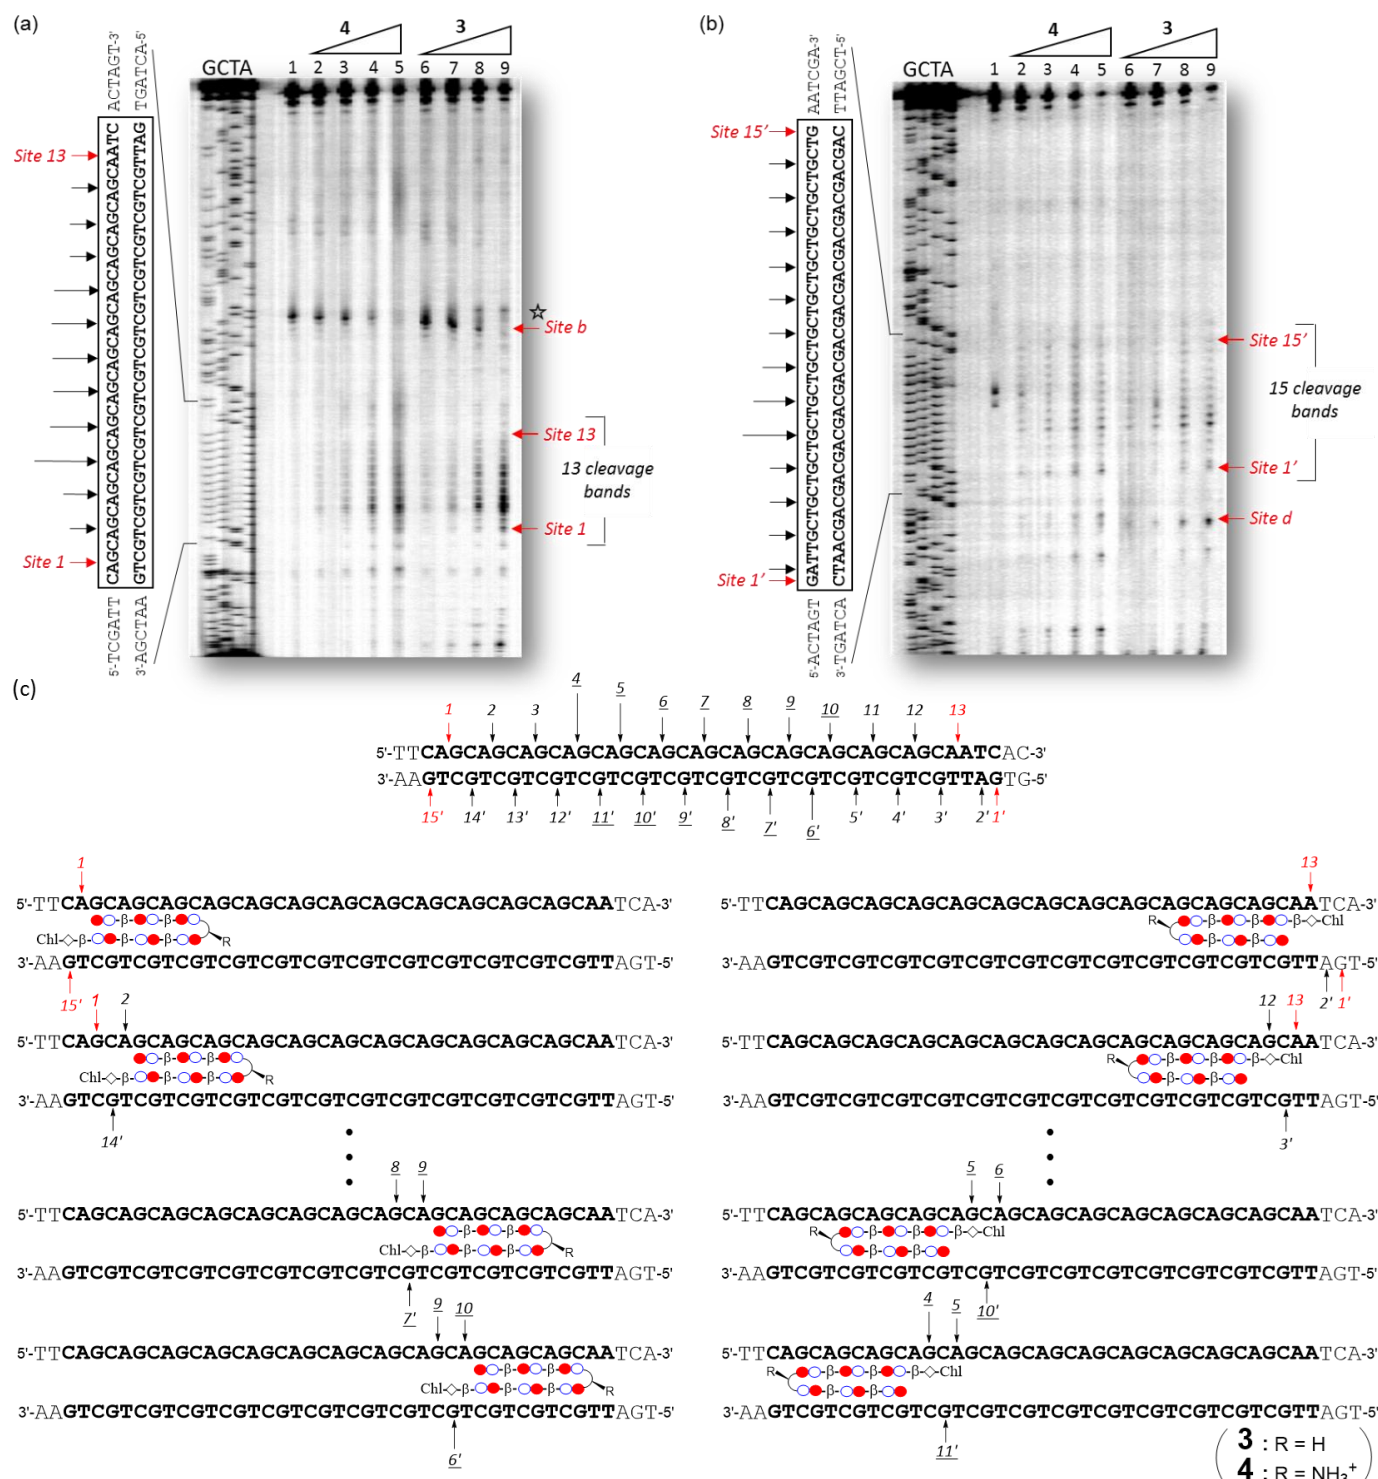 (a)
4
3
GCTA
1 2 3 4 5 6 7 8 9
5'-TCGATT CAGCAGCAGCAGCAGCAGCAGCAGCAGCAGCAGCAGCAATC ACTAGT-3'
3'-AGCTAA GTCGTCGTCGTCGTCGTCGTCGTCGTCGTCGTCGTCGTTAG TGATCA-5'
Site 13
Site 1
☆
Site b
Site 13
13 cleavage
bands
Site 1
(b)
4
3
GCTA
1 2 3 4 5 6 7 8 9
5'-ACTAGT GATTGCTGCTGCTGCTGCTGCTGCTGCTGCTGCTGCTGCTG AATCGA-3'
3'-TGATCA CTAACGACGACGACGACGACGACGACGACGACGACGACGAC TTAGCT-5'
Site 15'
Site 1'
Site 15'
15 cleavage
bands
Site 1'
Site d
(c)
1 2 3 4 5 6 7 8 9 10 11 12 13
5'-TTCAGCAGCAGCAGCAGCAGCAGCAGCAGCAGCAGCAGCAATCAC-3'
3'-AAGTCGTCGTCGTCGTCGTCGTCGTCGTCGTCGTCGTCGTTAGTG-5'
15' 14' 13' 12' 11' 10' 9' 8' 7' 6' 5' 4' 3' 2' 1'
1
5'-TTCAGCAGCAGCAGCAGCAGCAGCAGCAGCAGCAGCAGCAATCA-3'
β β
Chl β β β R
3'-AAGTCGTCGTCGTCGTCGTCGTCGTCGTCGTCGTCGTCGTTAGT-5'
15'
1 2
5'-TTCAGCAGCAGCAGCAGCAGCAGCAGCAGCAGCAGCAGCAATCA-3'
β β
Chl β β β R
3'-AAGTCGTCGTCGTCGTCGTCGTCGTCGTCGTCGTCGTCGTTAGT-5'
14'
8 9
5'-TTCAGCAGCAGCAGCAGCAGCAGCAGCAGCAGCAGCAGCAATCA-3'
β β
Chl β β β R
3'-AAGTCGTCGTCGTCGTCGTCGTCGTCGTCGTCGTCGTCGTTAGT-5'
7'
9 10
5'-TTCAGCAGCAGCAGCAGCAGCAGCAGCAGCAGCAGCAGCAATCA-3'
β β
Chl β β β R
3'-AAGTCGTCGTCGTCGTCGTCGTCGTCGTCGTCGTCGTCGTTAGT-5'
6'
13
5'-TTCAGCAGCAGCAGCAGCAGCAGCAGCAGCAGCAGCAGCAATCA-3'
R β β β Chl
β β
3'-AAGTCGTCGTCGTCGTCGTCGTCGTCGTCGTCGTCGTCGTTAGT-5'
2' 1'
12 13
5'-TTCAGCAGCAGCAGCAGCAGCAGCAGCAGCAGCAGCAGCAATCA-3'
R β β β Chl
β β
3'-AAGTCGTCGTCGTCGTCGTCGTCGTCGTCGTCGTCGTCGTTAGT-5'
3'
5 6
5'-TTCAGCAGCAGCAGCAGCAGCAGCAGCAGCAGCAGCAGCAATCA-3'
R β β β Chl
β β
3'-AAGTCGTCGTCGTCGTCGTCGTCGTCGTCGTCGTCGTCGTTAGT-5'
10'
4 5
5'-TTCAGCAGCAGCAGCAGCAGCAGCAGCAGCAGCAGCAGCAATCA-3'
R β β β Chl
β β
3'-AAGTCGTCGTCGTCGTCGTCGTCGTCGTCGTCGTCGTCGTTAGT-5'
11'
3 : R = H
4 : R = NH₃⁺